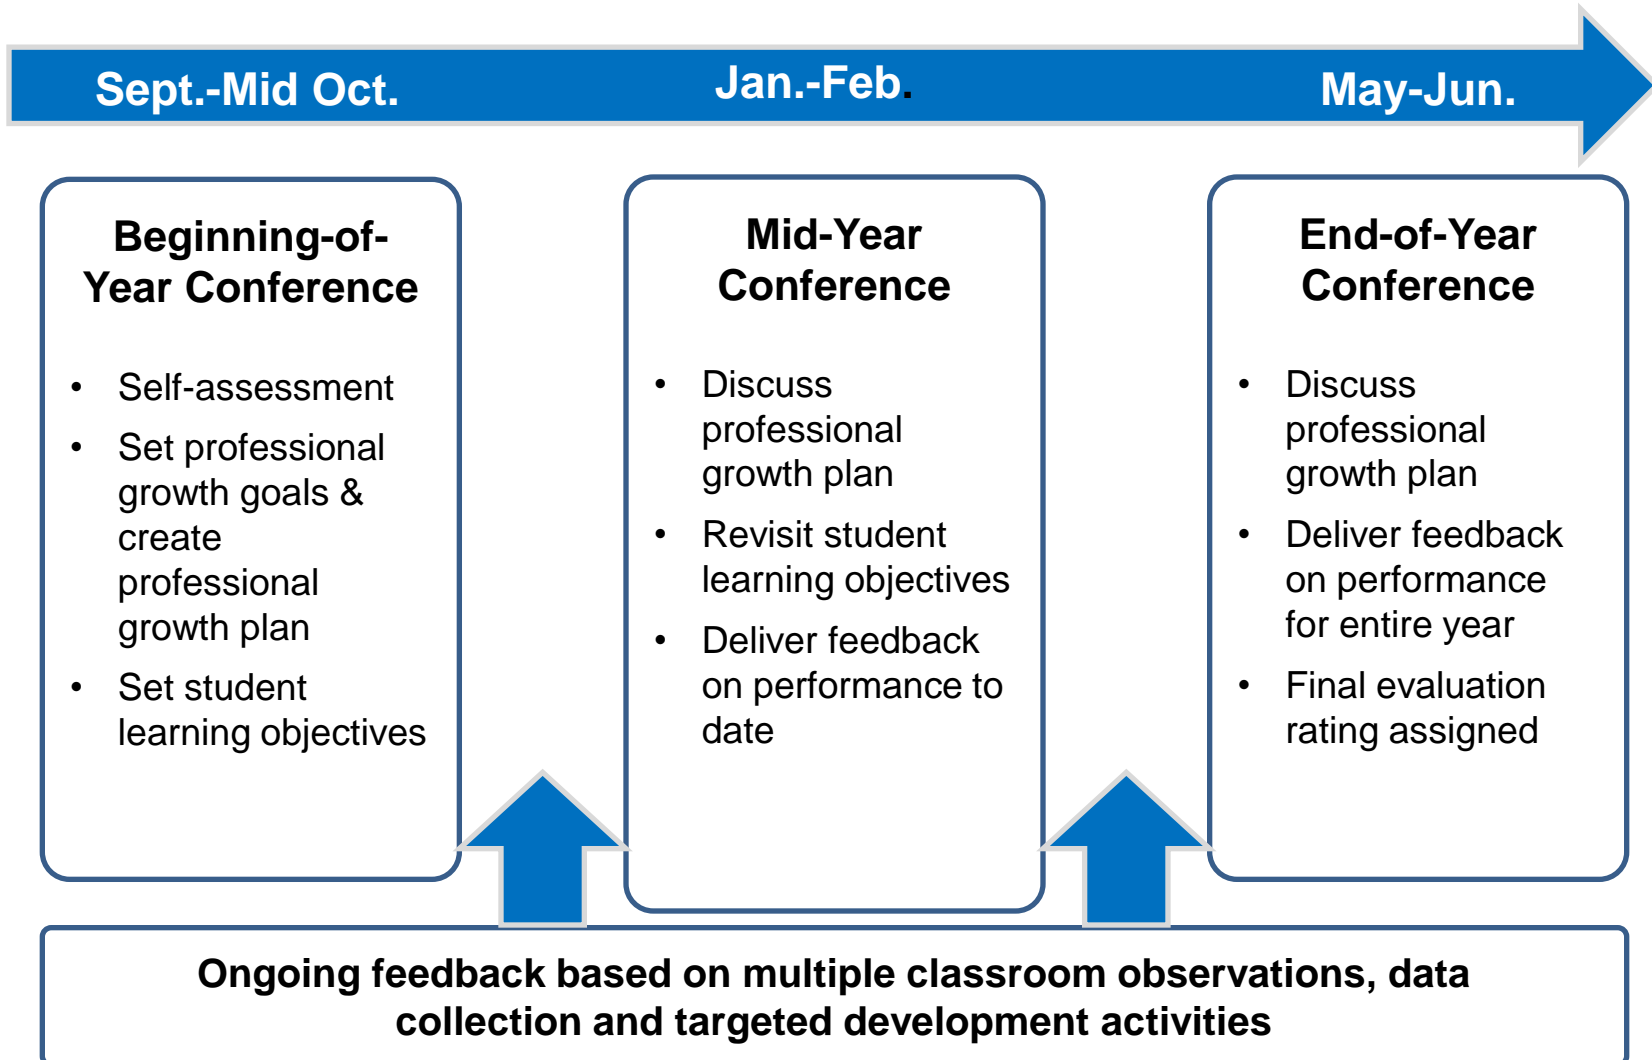 Sept.-Mid Oct.
Jan.-Feb.
May-Jun.
Beginning-of-
Year Conference
• Self-assessment
• Set professional
growth goals &
create
professional
growth plan
• Set student
learning objectives
Mid-Year
Conference
• Discuss
professional
growth plan
• Revisit student
learning objectives
• Deliver feedback
on performance to
date
End-of-Year
Conference
• Discuss
professional
growth plan
• Deliver feedback
on performance
for entire year
• Final evaluation
rating assigned
Ongoing feedback based on multiple classroom observations, data
collection and targeted development activities